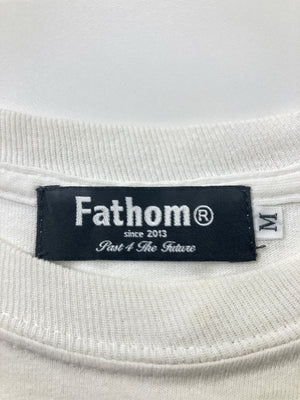 Fathom®
since 2013
Past 4 The Future
M